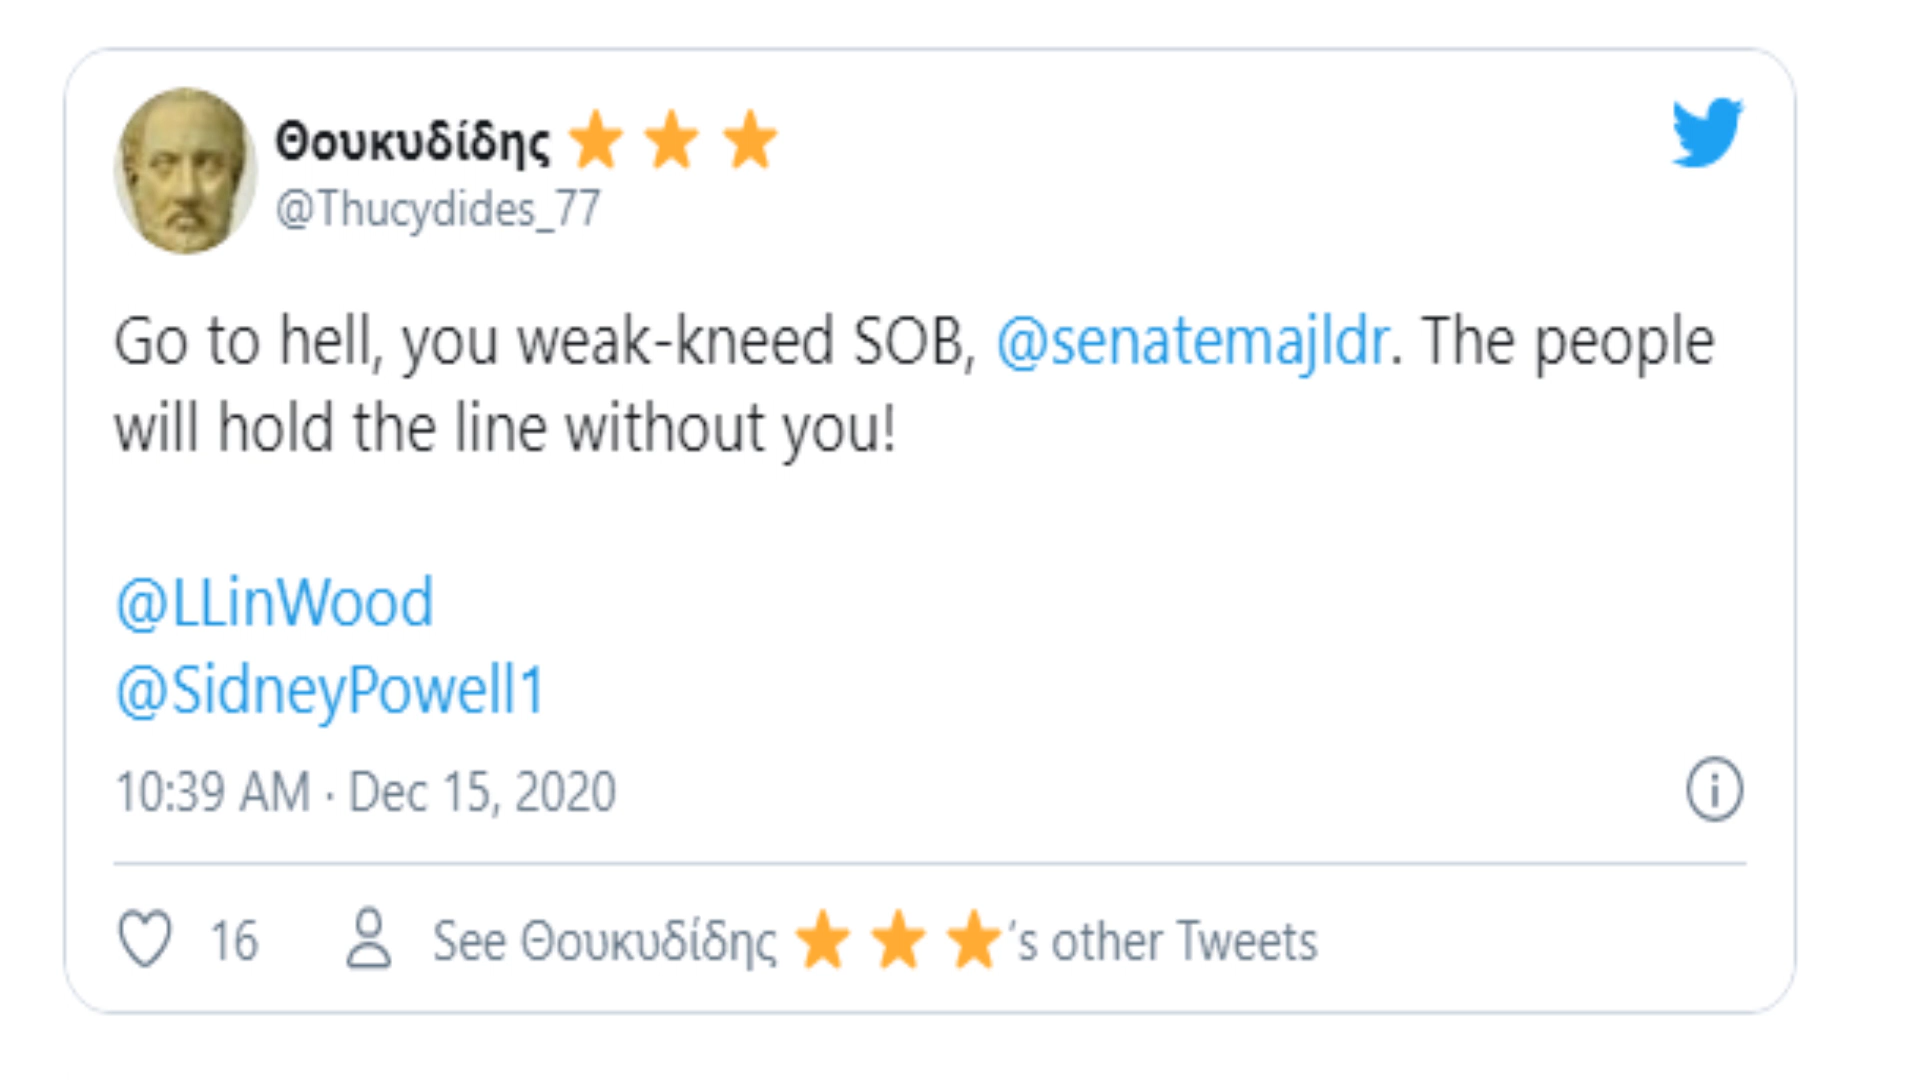 Θουκυδίδης ⭐ ⭐ ⭐
@Thucydides_77
Go to hell, you weak-kneed SOB, @senatemajldr. The people
will hold the line without you!
@LLinWood
@SidneyPowell1
10:39 AM · Dec 15, 2020
16 See Θουκυδίδης ⭐ ⭐ ⭐'s other Tweets